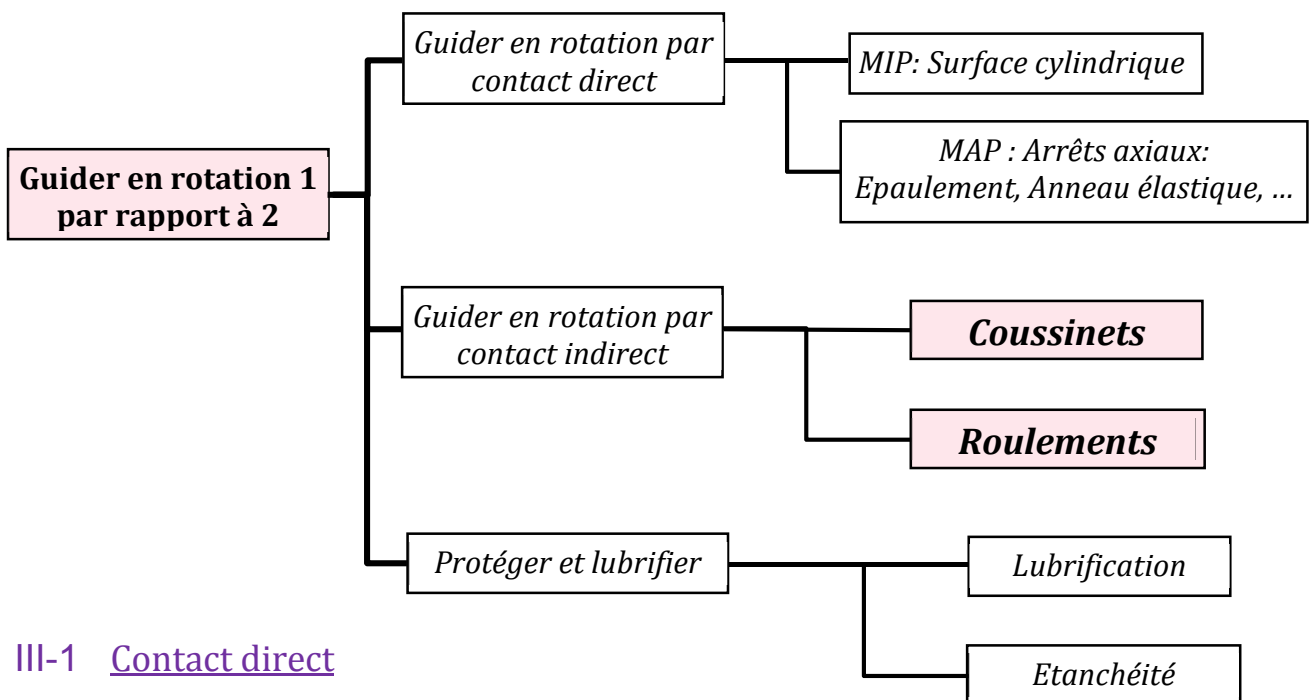 Guider en rotation 1
par rapport à 2
Guider en rotation par
contact direct
MIP: Surface cylindrique
MAP : Arrêts axiaux:
Epaulement, Anneau élastique, ...
Guider en rotation par
contact indirect
Coussinets
Roulements
Protéger et lubrifier
Lubrification
Etanchéité
III-1 Contact direct